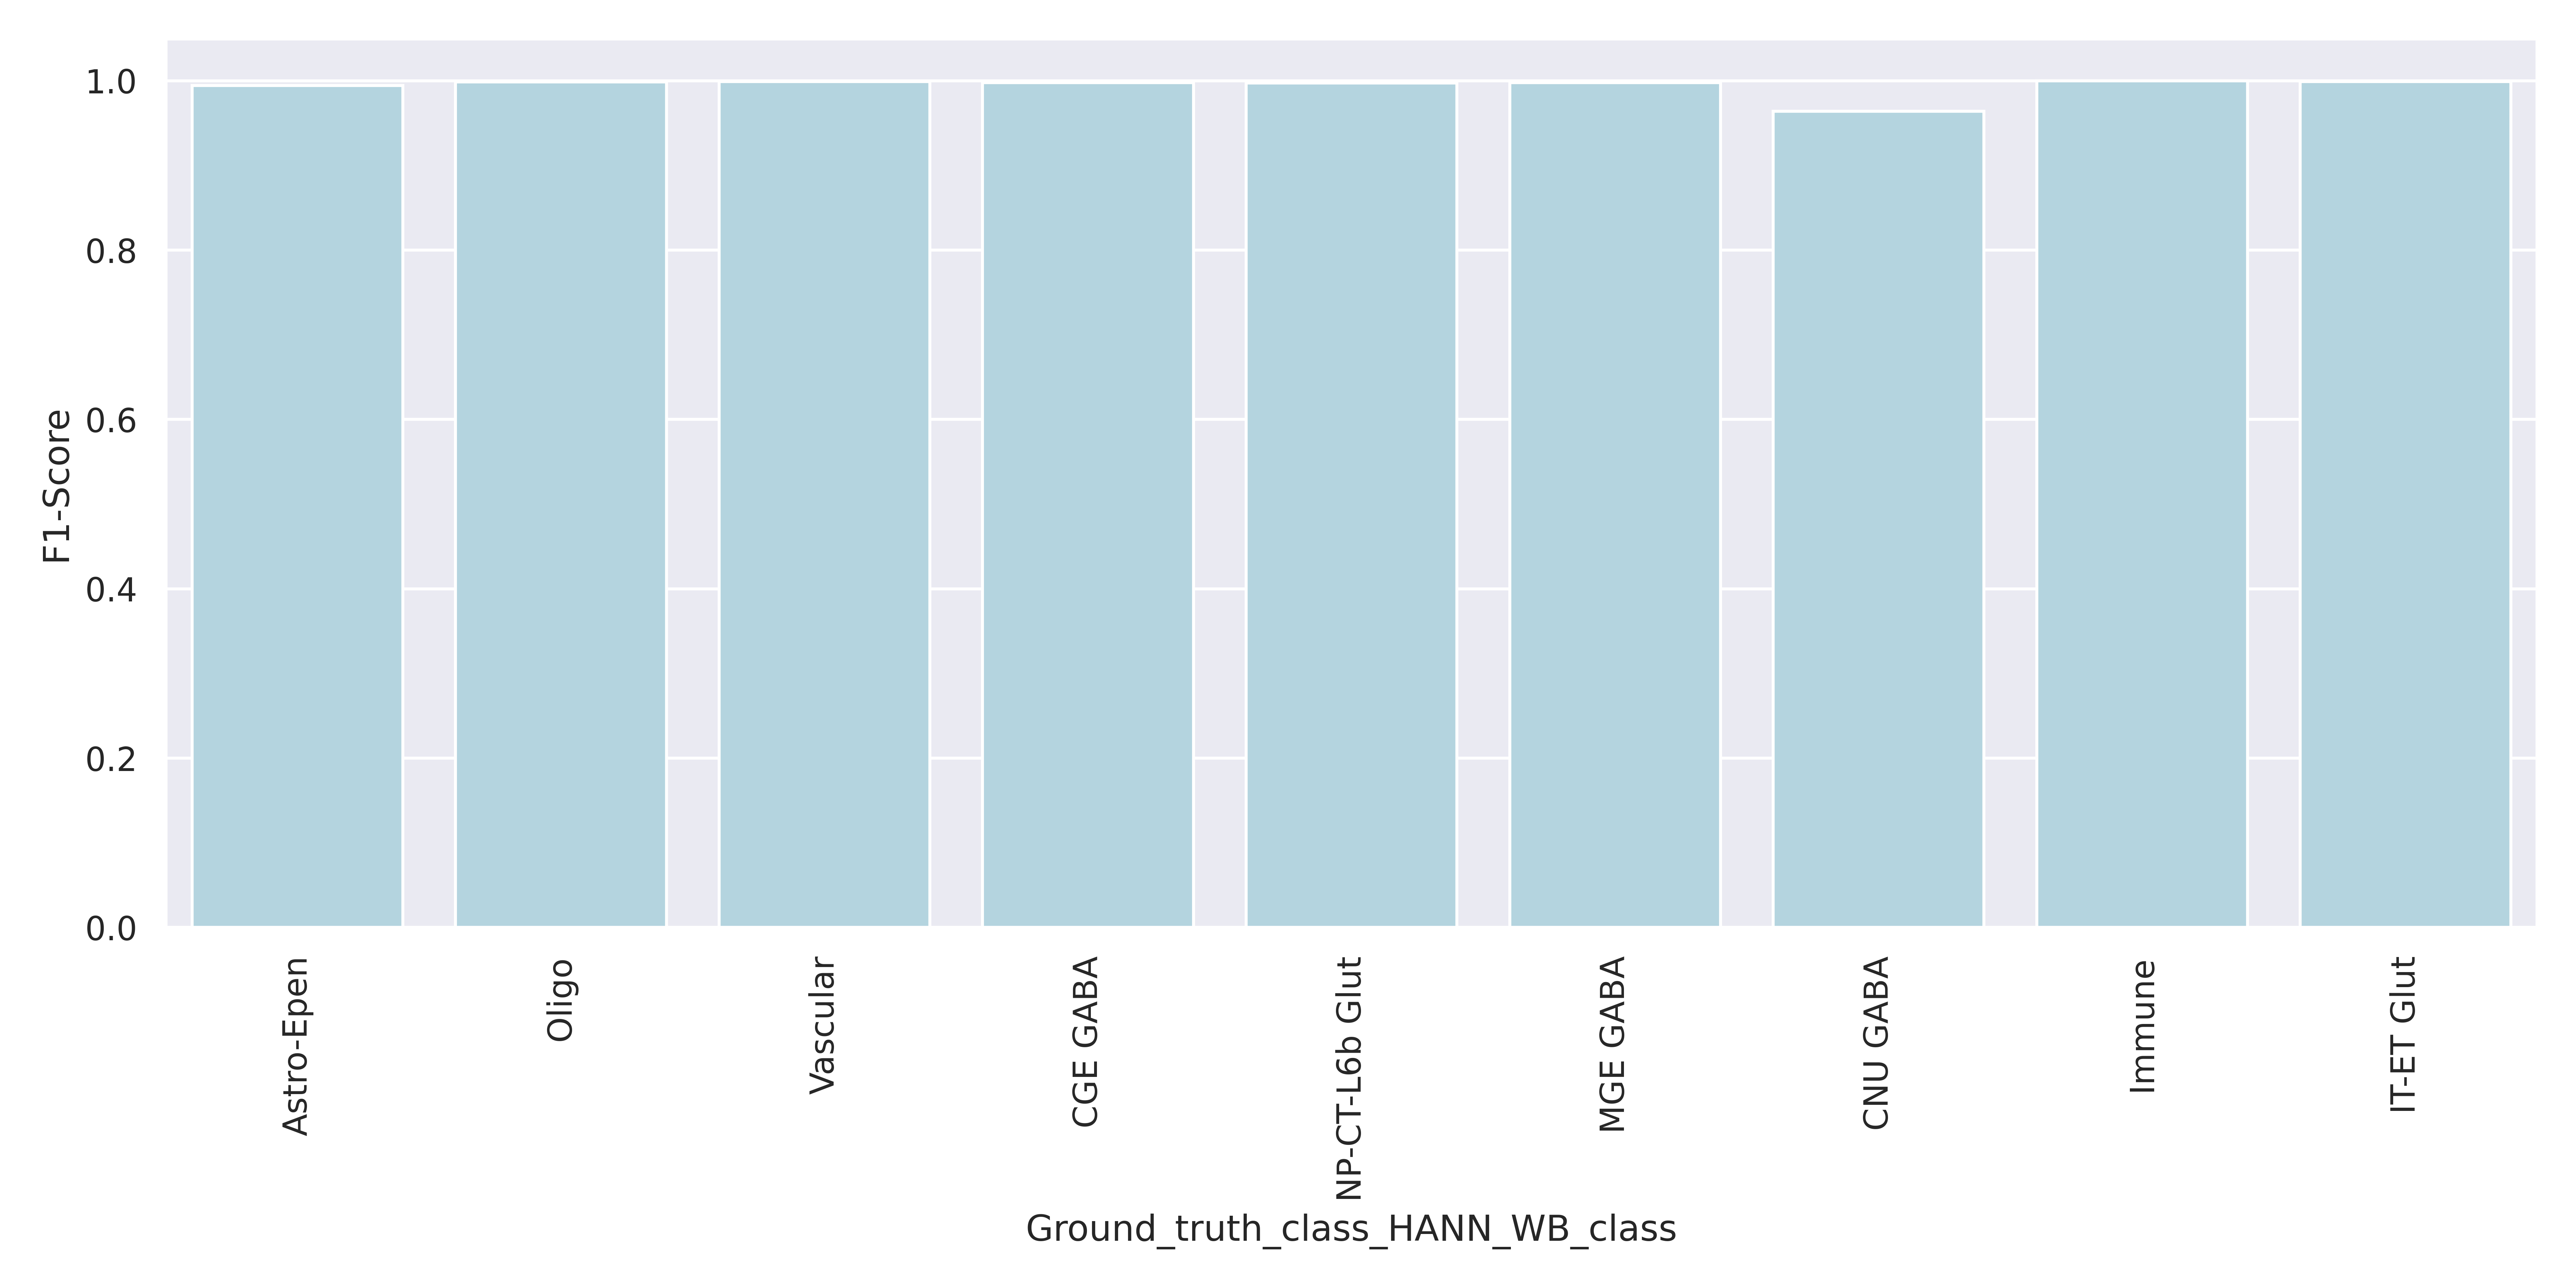 F1-Score
1.0
0.8
0.6
0.4
0.2
0.0
Astro-Epen
Oligo
Vascular
CGE GABA
NP-CT-L6b Glut
MGE GABA
CNU GABA
Immune
IT-ET Glut
Ground_truth_class_HANN_WB_class